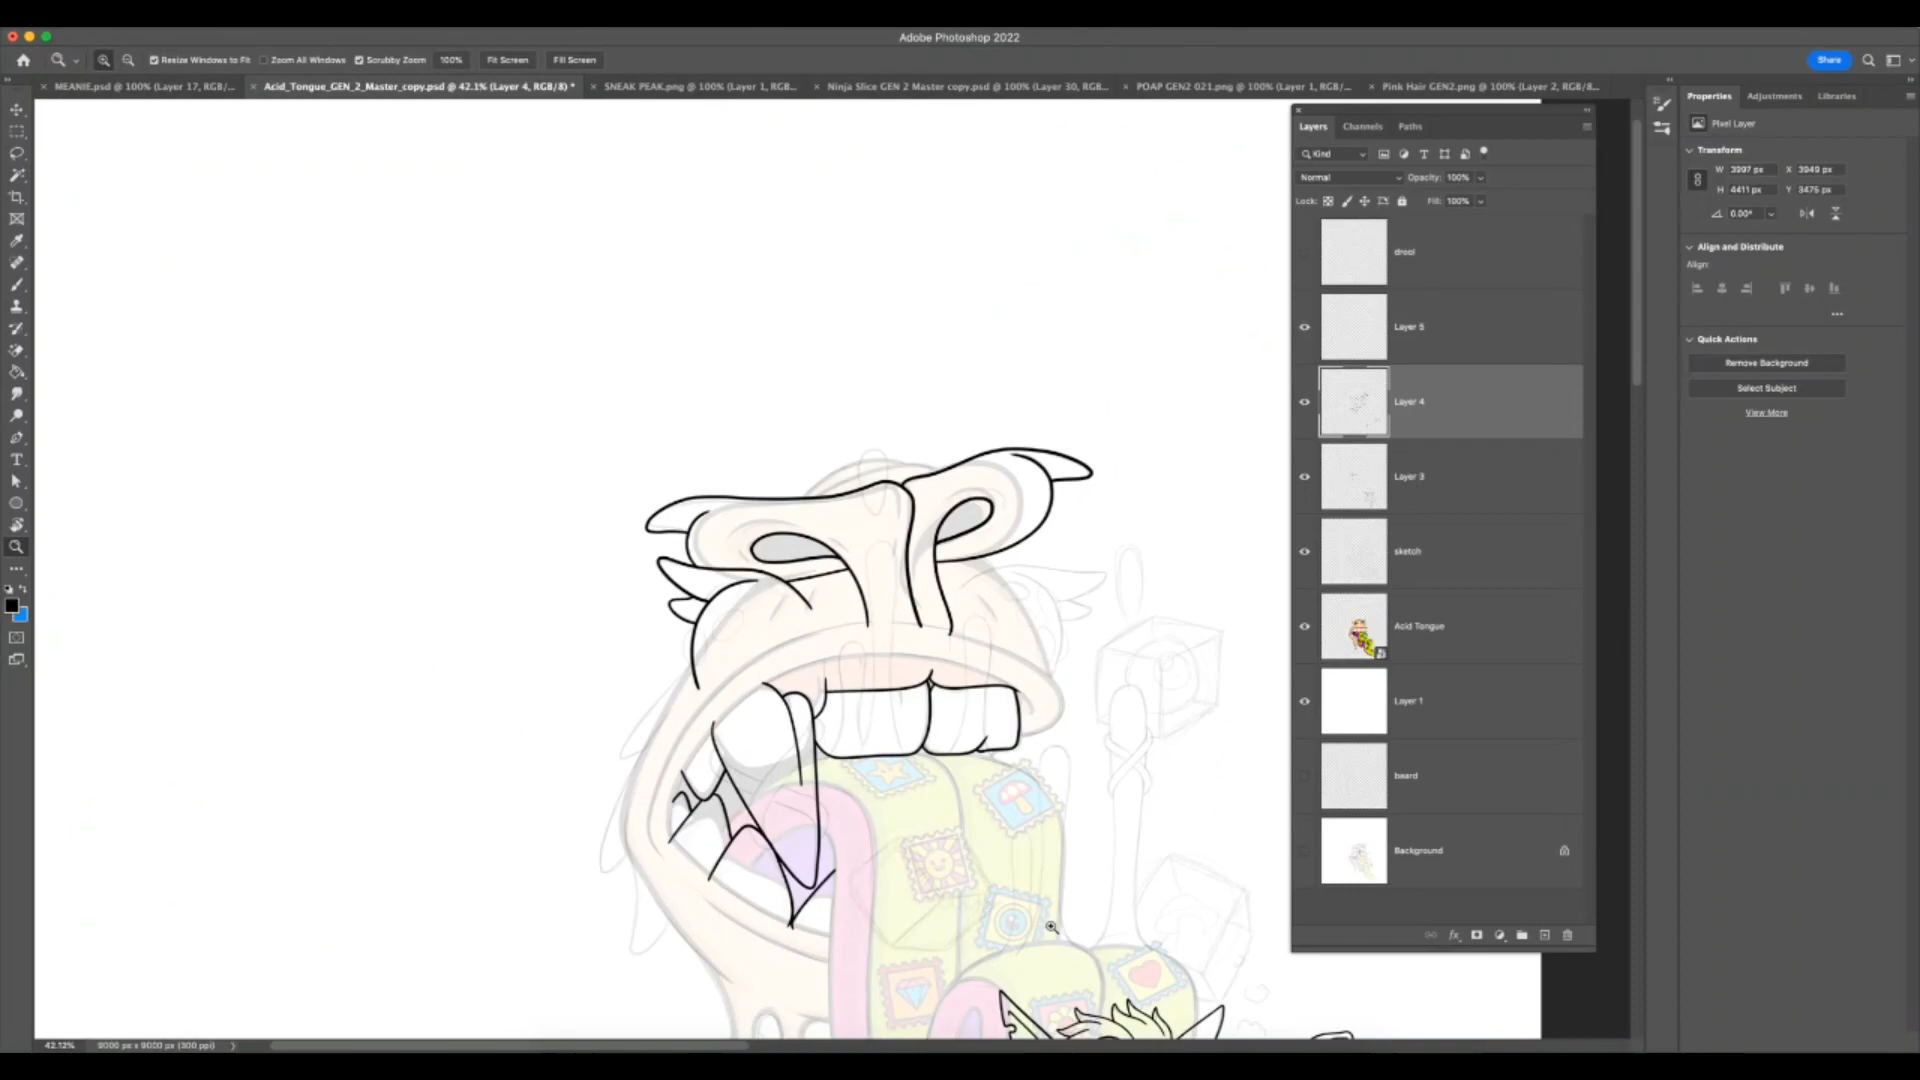 Adobe Photoshop 2022
Resize Windows to Fit Zoom All Windows Scrubby Zoom 100% Fit Screen Fill Screen Share
MEANIE.psd @ 100% (Layer 17, RGB/... Acid_Tongue_GEN_2_Master_copy.psd @ 42.1% (Layer 4, RGB/8) * SNEAK PEAK.png @ 100% (Layer 1, RGB... Ninja Slice GEN 2 Master copy.psd @ 100% (Layer 30, RGB... POAP GEN2 021.png @ 100% (Layer 1, RGB/... Pink Hair GEN2.png @ 100% (Layer 2, RGB/8...
Properties Adjustments Libraries
Pixel Layer
Transform
W 3997 px X 3949 px
H 4411 px Y 3475 px
0.00°
Align and Distribute
Align:
Quick Actions
Remove Background
Select Subject
View More
Layers Channels Paths
Kind
Normal Opacity: 100%
Lock: Fill: 100%
drool
Layer 5
Layer 4
Layer 3
sketch
Acid Tongue
Layer 1
beard
Background
42.12% 9000 px x 9000 px (300 ppi)